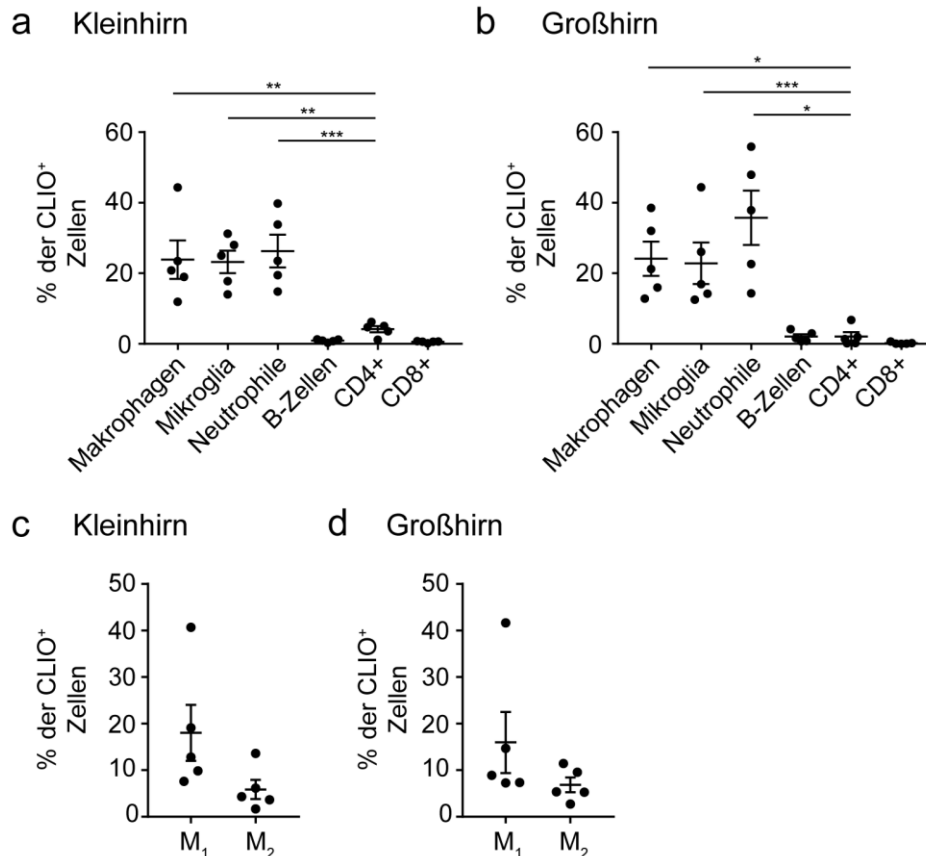 a Kleinhirn
**
**
***
% der CLIO⁺
Zellen
60
40
20
0
Makrophagen
Mikroglia
Neutrophile
B-Zellen
CD4+
CD8+
b Großhirn
*
***
*
% der CLIO⁺
Zellen
60
40
20
0
Makrophagen
Mikroglia
Neutrophile
B-Zellen
CD4+
CD8+
c Kleinhirn
% der CLIO⁺
Zellen
50
40
30
20
10
0
M₁ M₂
d Großhirn
% der CLIO⁺
Zellen
50
40
30
20
10
0
M₁ M₂